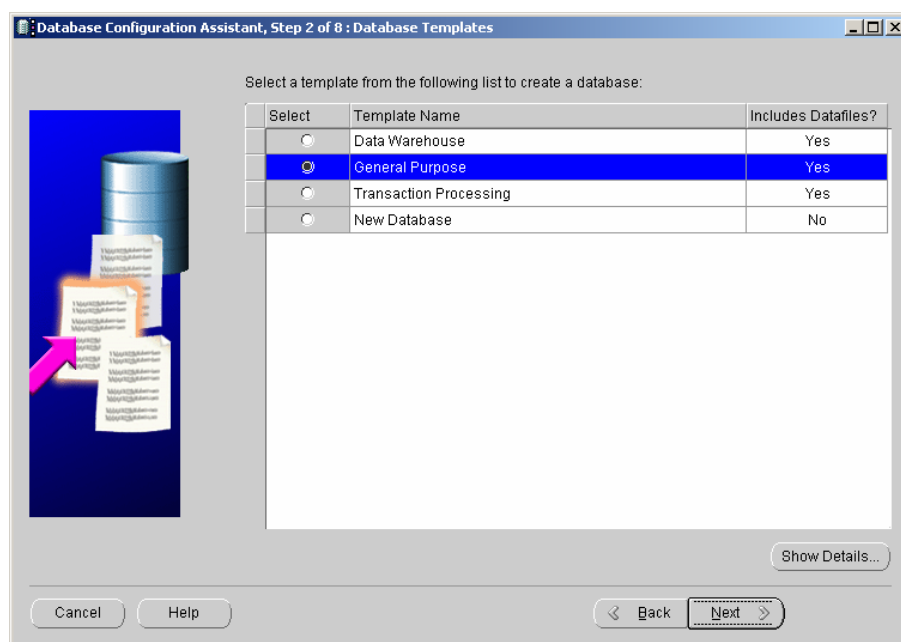 Database Configuration Assistant, Step 2 of 8 : Database Templates
Select a template from the following list to create a database:
Select Template Name Includes Datafiles?
Data Warehouse Yes
General Purpose Yes
Transaction Processing Yes
New Database No
Show Details...
Cancel Help Back Next